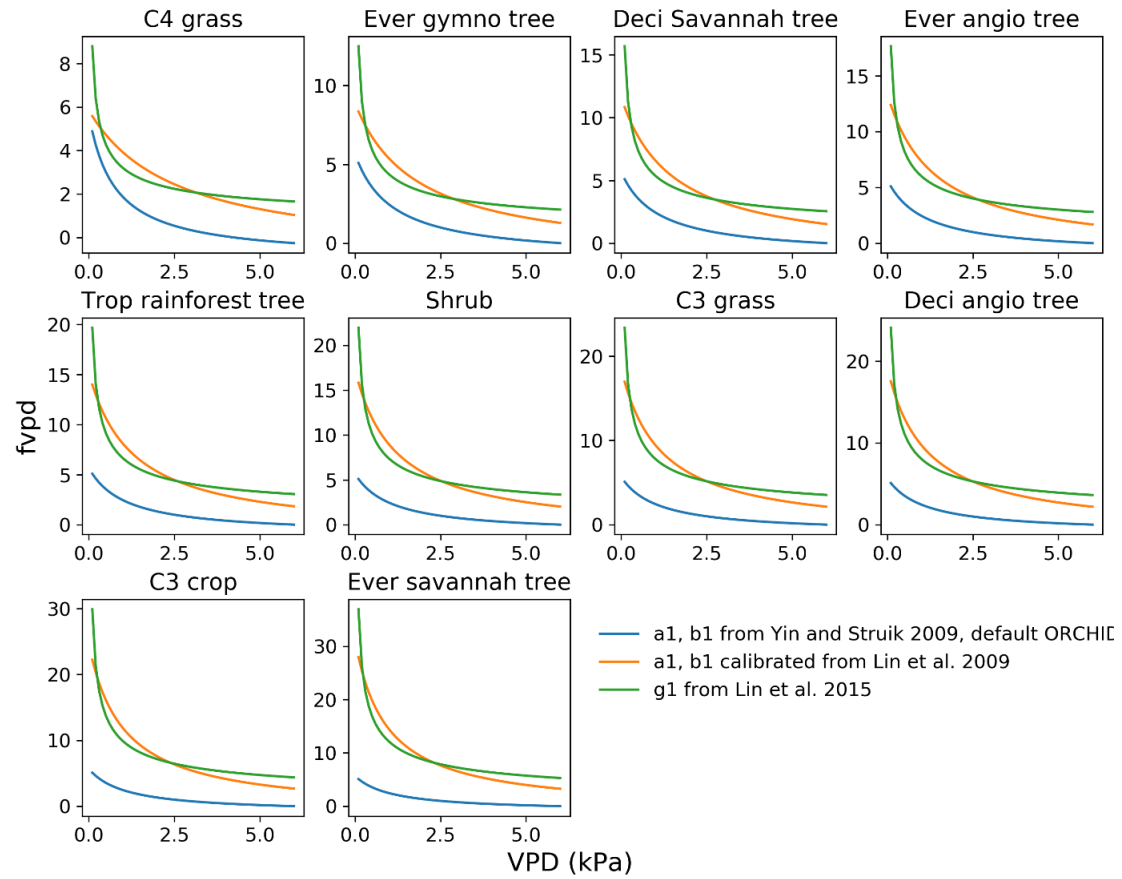 C4 grass
Ever gymno tree
Deci Savannah tree
Ever angio tree
8
6
4
2
0
0.0 2.5 5.0
10
5
0
0.0 2.5 5.0
15
10
5
0
0.0 2.5 5.0
15
10
5
0
0.0 2.5 5.0
Trop rainforest tree
Shrub
C3 grass
Deci angio tree
fvpd
20
15
10
5
0
0.0 2.5 5.0
20
15
10
5
0
0.0 2.5 5.0
20
10
0
0.0 2.5 5.0
20
10
0
0.0 2.5 5.0
C3 crop
Ever savannah tree
30
20
10
0
0.0 2.5 5.0
30
20
10
0
0.0 2.5 5.0
a1, b1 from Yin and Struik 2009, default ORCHID
a1, b1 calibrated from Lin et al. 2009
g1 from Lin et al. 2015
VPD (kPa)